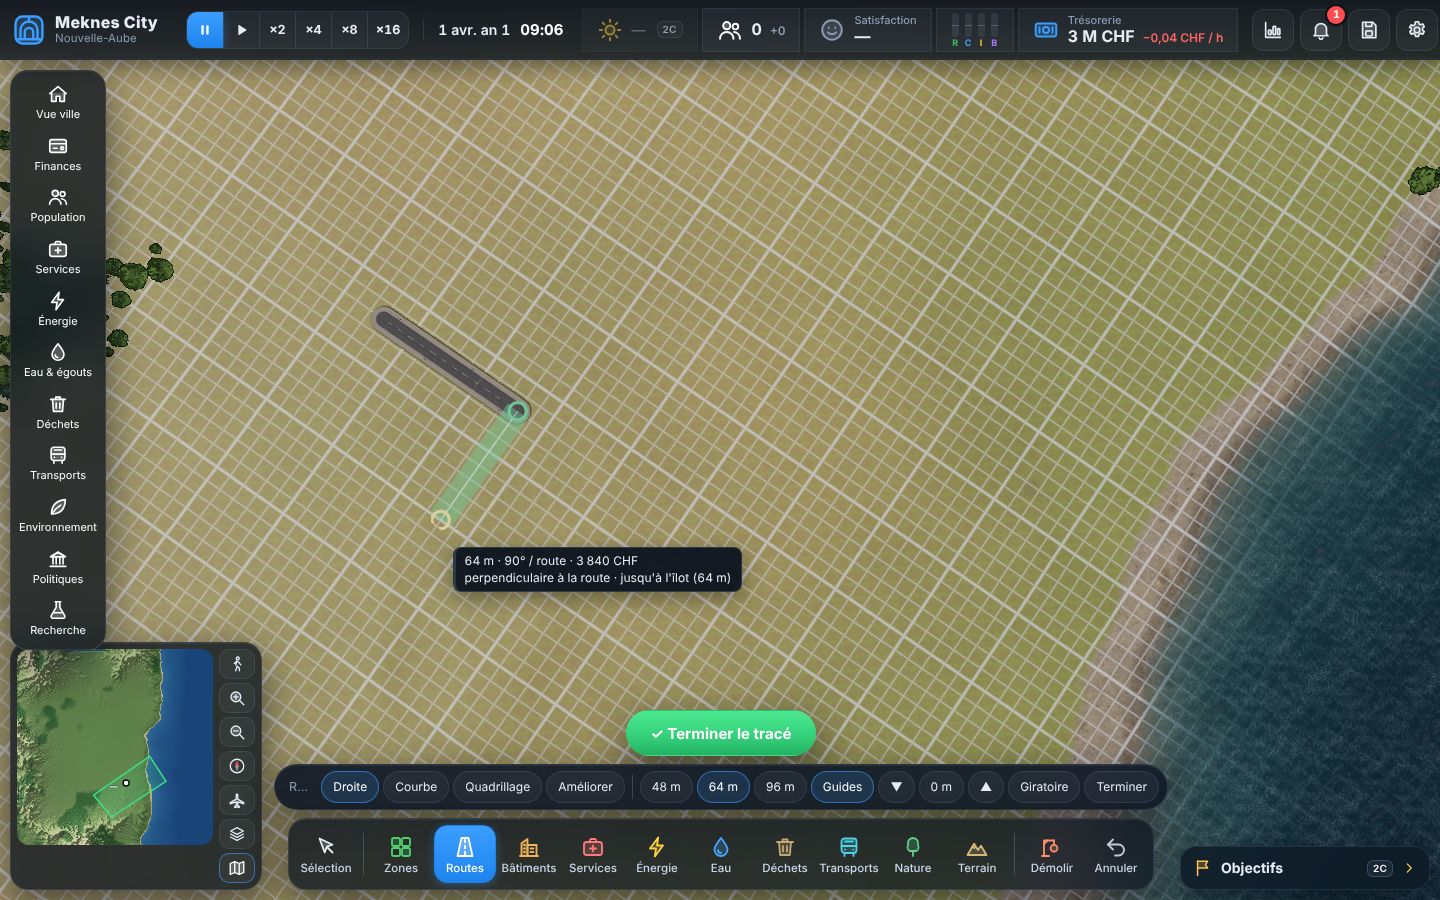 Meknes City
Nouvelle-Aube
×2
×4
×8
×16
1 avr. an 1 09:06
—
2C
0 +0
Satisfaction
—
R C I B
Trésorerie
3 M CHF −0,04 CHF / h
1
Vue ville
Finances
Population
Services
Énergie
Eau & égouts
Déchets
Transports
Environnement
Politiques
Recherche
64 m · 90° / route · 3 840 CHF
perpendiculaire à la route · jusqu'à l'îlot (64 m)
✓ Terminer le tracé
R...
Droite
Courbe
Quadrillage
Améliorer
48 m
64 m
96 m
Guides
▼
0 m
▲
Giratoire
Terminer
Sélection
Zones
Routes
Bâtiments
Services
Énergie
Eau
Déchets
Transports
Nature
Terrain
Démolir
Annuler
Objectifs
2C